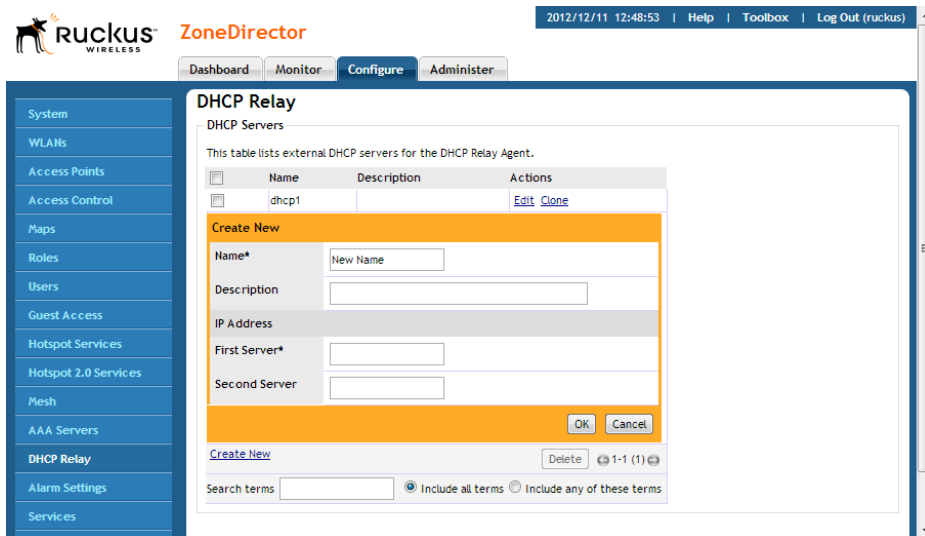 2012/12/11 12:48:53 | Help | Toolbox | Log Out (ruckus)
Ruckus WIRELESS
ZoneDirector
Dashboard Monitor Configure Administer
System
WLANs
Access Points
Access Control
Maps
Roles
Users
Guest Access
Hotspot Services
Hotspot 2.0 Services
Mesh
AAA Servers
DHCP Relay
Alarm Settings
Services
DHCP Relay
DHCP Servers
This table lists external DHCP servers for the DHCP Relay Agent.
Name Description Actions
dhcp1 Edit Clone
Create New
Name* New Name
Description
IP Address
First Server*
Second Server
OK Cancel
Create New Delete 1-1 (1)
Search terms Include all terms Include any of these terms